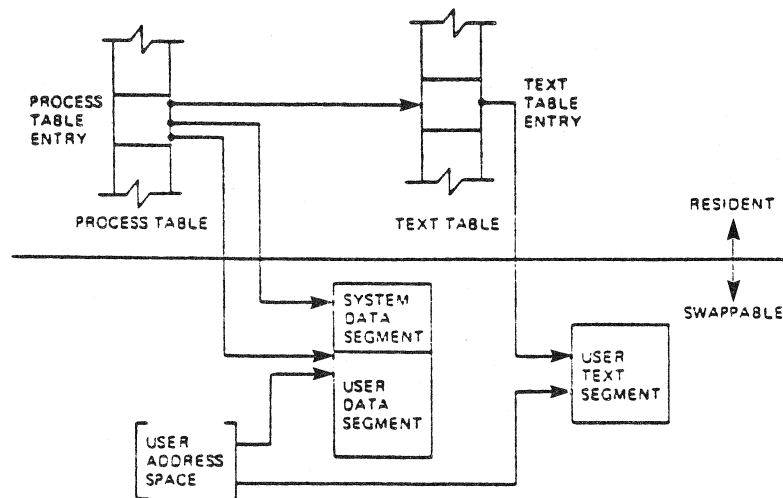 PROCESS
TABLE
ENTRY
TEXT
TABLE
ENTRY
PROCESS TABLE
TEXT TABLE
RESIDENT
SWAPPABLE
SYSTEM
DATA
SEGMENT
USER
DATA
SEGMENT
USER
TEXT
SEGMENT
USER
ADDRESS
SPACE